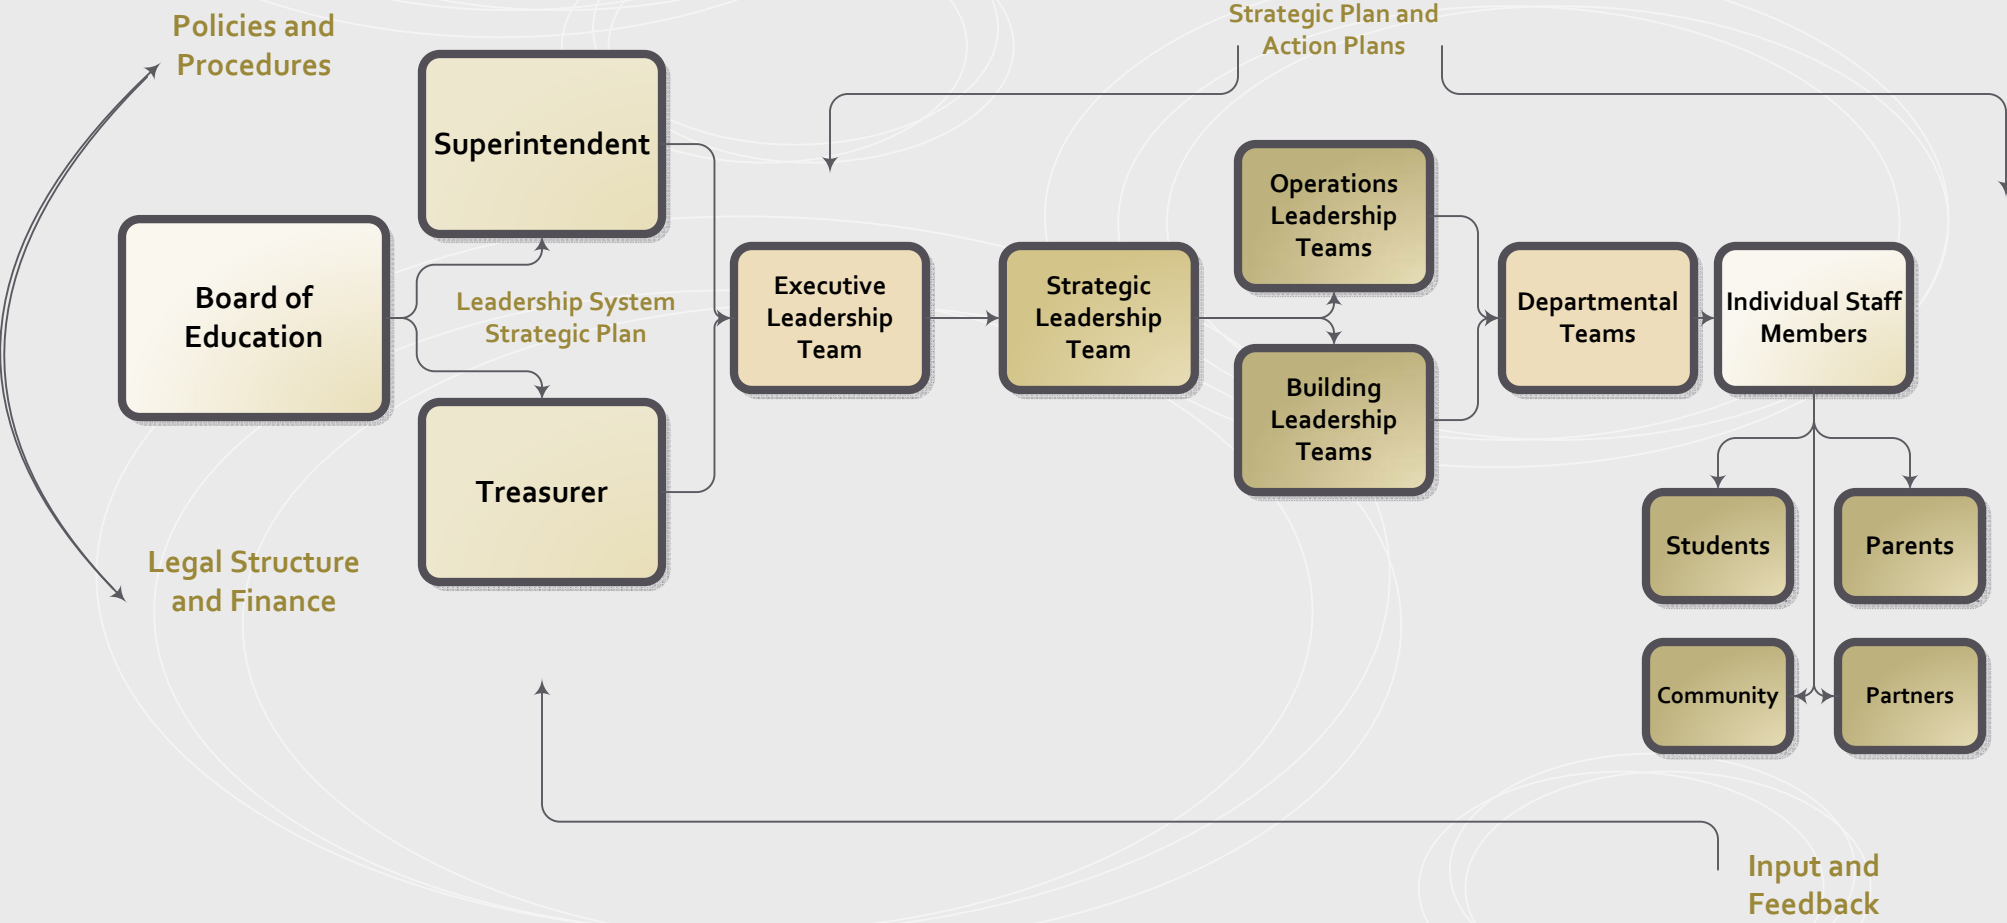 Policies and
Procedures
Strategic Plan and
Action Plans
Superintendent
Board of
Education
Leadership System
Strategic Plan
Treasurer
Legal Structure
and Finance
Executive
Leadership
Team
Strategic
Leadership
Team
Operations
Leadership
Teams
Building
Leadership
Teams
Departmental
Teams
Individual Staff
Members
Students
Parents
Community
Partners
Input and
Feedback